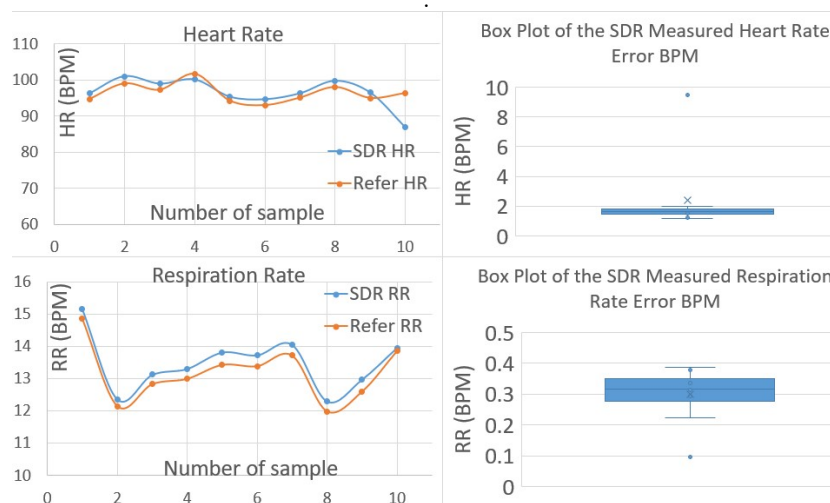 Heart Rate
110
100
90
80
70
60
HR (BPM)
SDR HR
Refer HR
Number of sample
0 2 4 6 8 10
Box Plot of the SDR Measured Heart Rate
Error BPM
10
8
6
4
2
0
HR (BPM)
Respiration Rate
16
15
14
13
12
11
10
RR (BPM)
SDR RR
Refer RR
Number of sample
0 2 4 6 8 10
Box Plot of the SDR Measured Respiration
Rate Error BPM
0.5
0.4
0.3
0.2
0.1
0
RR (BPM)